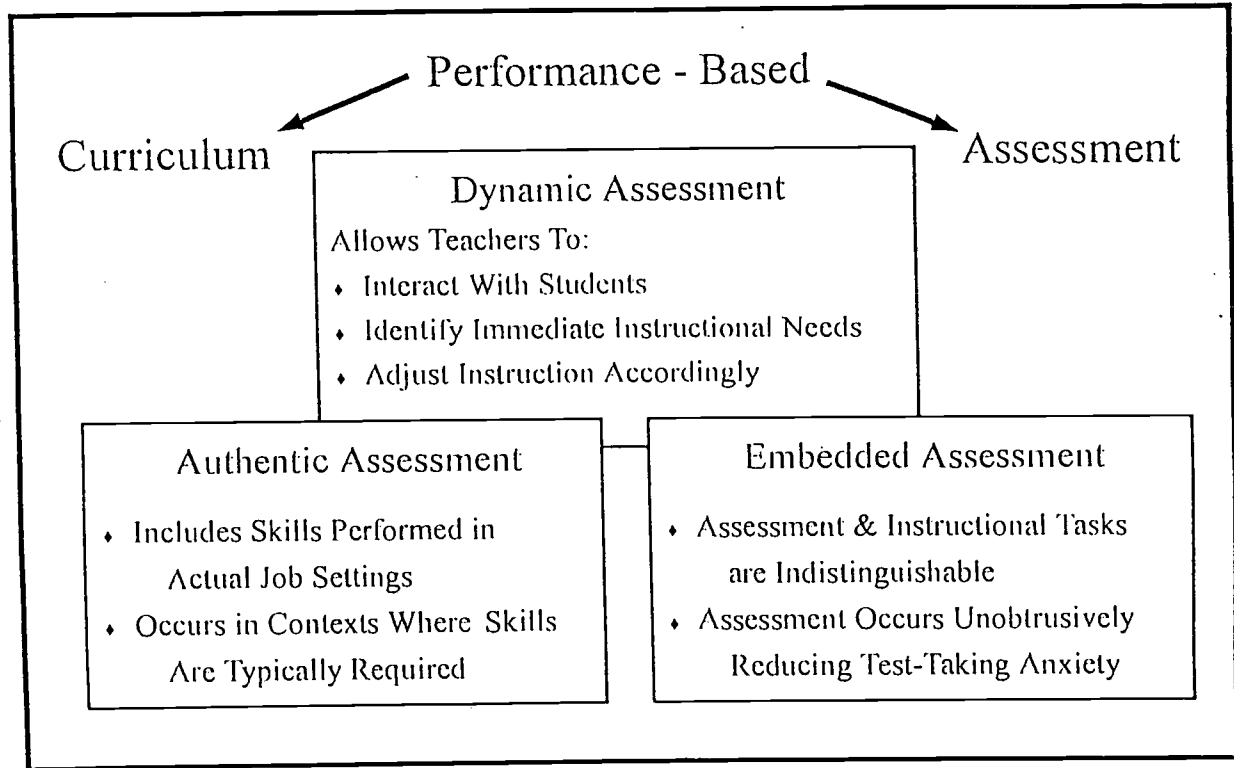 Performance - Based
Curriculum
Assessment
Dynamic Assessment
Allows Teachers To:
♦ Interact With Students
♦ Identify Immediate Instructional Needs
♦ Adjust Instruction Accordingly
Authentic Assessment
♦ Includes Skills Performed in
Actual Job Settings
♦ Occurs in Contexts Where Skills
Are Typically Required
Embedded Assessment
♦ Assessment & Instructional Tasks
are Indistinguishable
♦ Assessment Occurs Unobtrusively
Reducing Test-Taking Anxiety